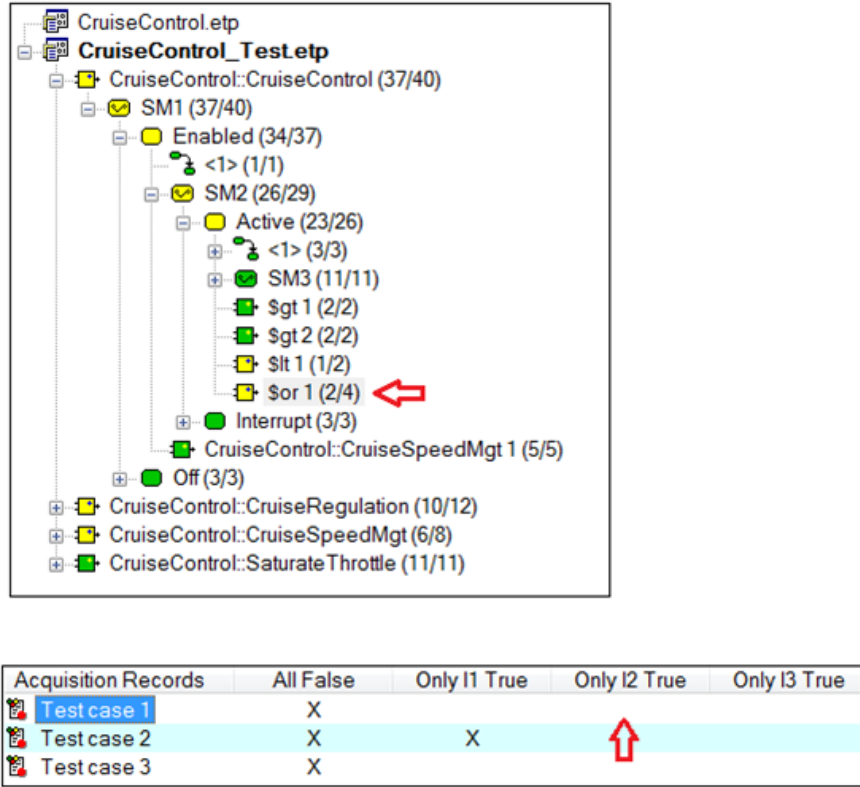 CruiseControl.etp
CruiseControl_Test.etp
CruiseControl::CruiseControl (37/40)
SM1 (37/40)
Enabled (34/37)
<1> (1/1)
SM2 (26/29)
Active (23/26)
<1> (3/3)
SM3 (11/11)
$gt 1 (2/2)
$gt 2 (2/2)
$lt 1 (1/2)
$or 1 (2/4)
Interrupt (3/3)
CruiseControl::CruiseSpeedMgt 1 (5/5)
Off (3/3)
CruiseControl::CruiseRegulation (10/12)
CruiseControl::CruiseSpeedMgt (6/8)
CruiseControl::SaturateThrottle (11/11)
Acquisition Records All False Only I1 True Only I2 True Only I3 True
Test case 1 X
Test case 2 X X
Test case 3 X